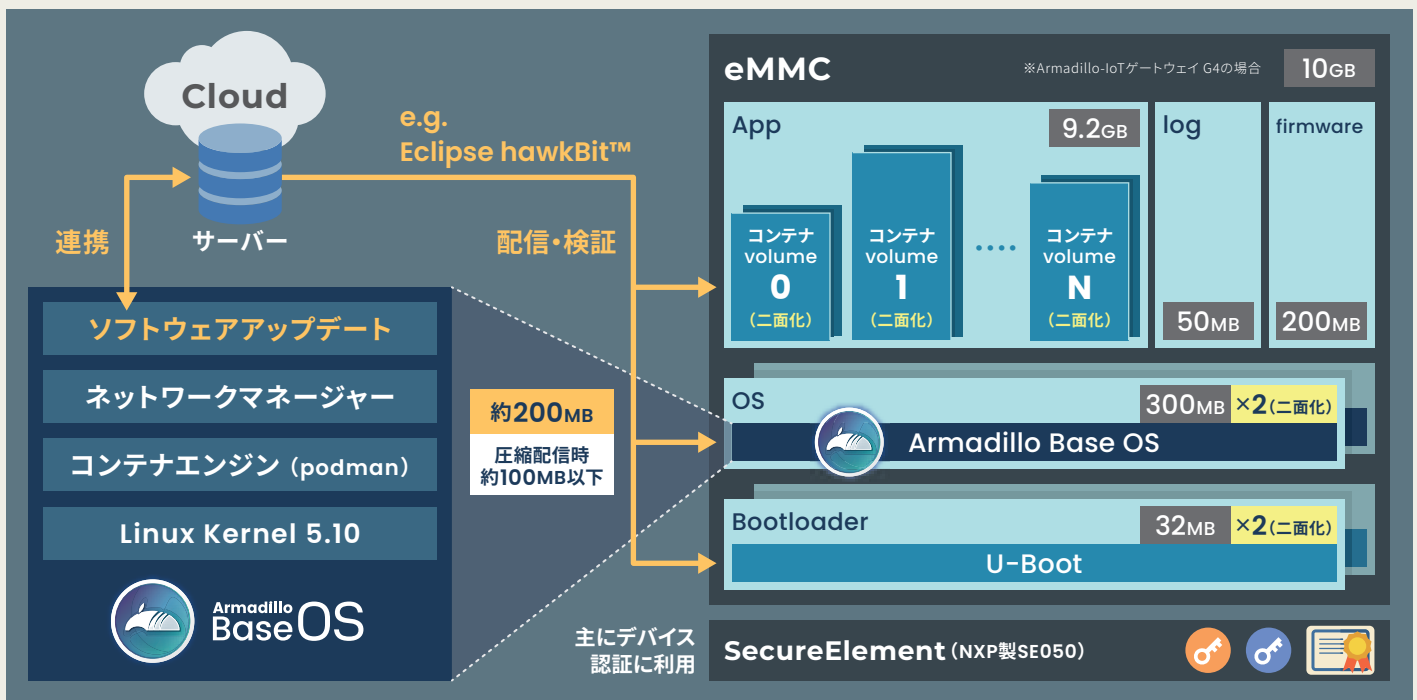 Cloud
サーバー
連携
e.g.
Eclipse hawkBit™
配信・検証
ソフトウェアアップデート
ネットワークマネージャー
コンテナエンジン（podman）
Linux Kernel 5.10
Armadillo
Base OS
約200MB
圧縮配信時
約100MB以下
eMMC
※Armadillo-IoTゲートウェイ G4の場合
10GB
App
9.2GB
コンテナ
volume
0
（二面化）
コンテナ
volume
1
（二面化）
‥‥
コンテナ
volume
N
（二面化）
log
50MB
firmware
200MB
OS
300MB ×2（二面化）
Armadillo Base OS
Bootloader
32MB ×2（二面化）
U-Boot
主にデバイス
認証に利用
SecureElement（NXP製SE050）